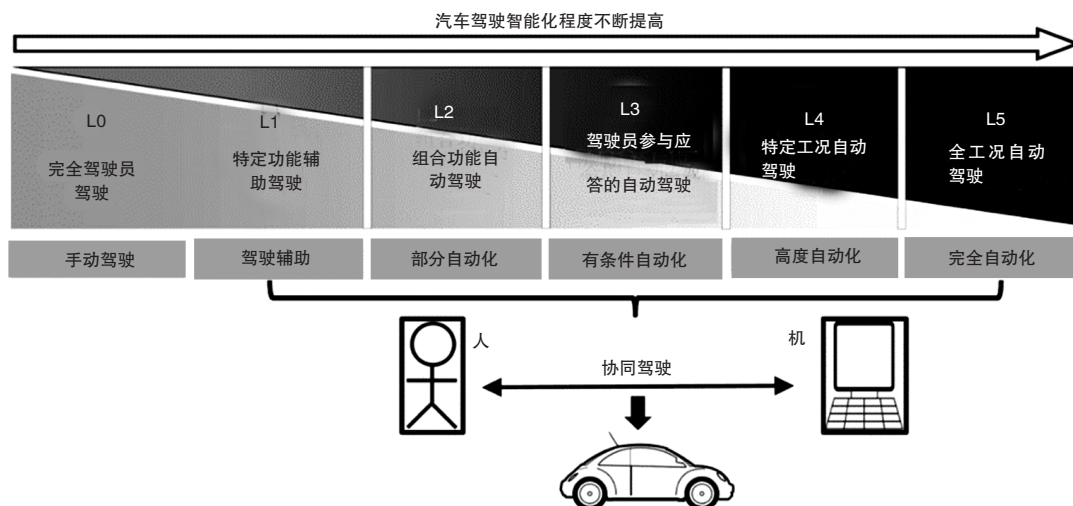 汽车驾驶智能化程度不断提高
L0
完全驾驶员
驾驶
L1
特定功能辅
助驾驶
L2
组合功能自
动驾驶
L3
驾驶员参与应
答的自动驾驶
L4
特定工况自动
驾驶
L5
全工况自动
驾驶
手动驾驶
驾驶辅助
部分自动化
有条件自动化
高度自动化
完全自动化
人
机
协同驾驶